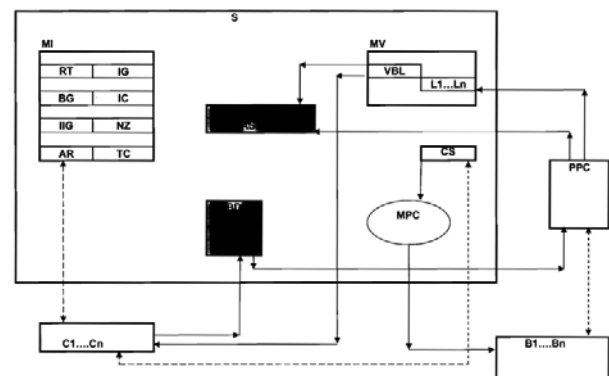 S
MI
MV
RT IG
VBL
L1...Ln
BG IC
IIG NZ
AR TC
CS
PPC
MPC
C1....Cn
B1....Bn